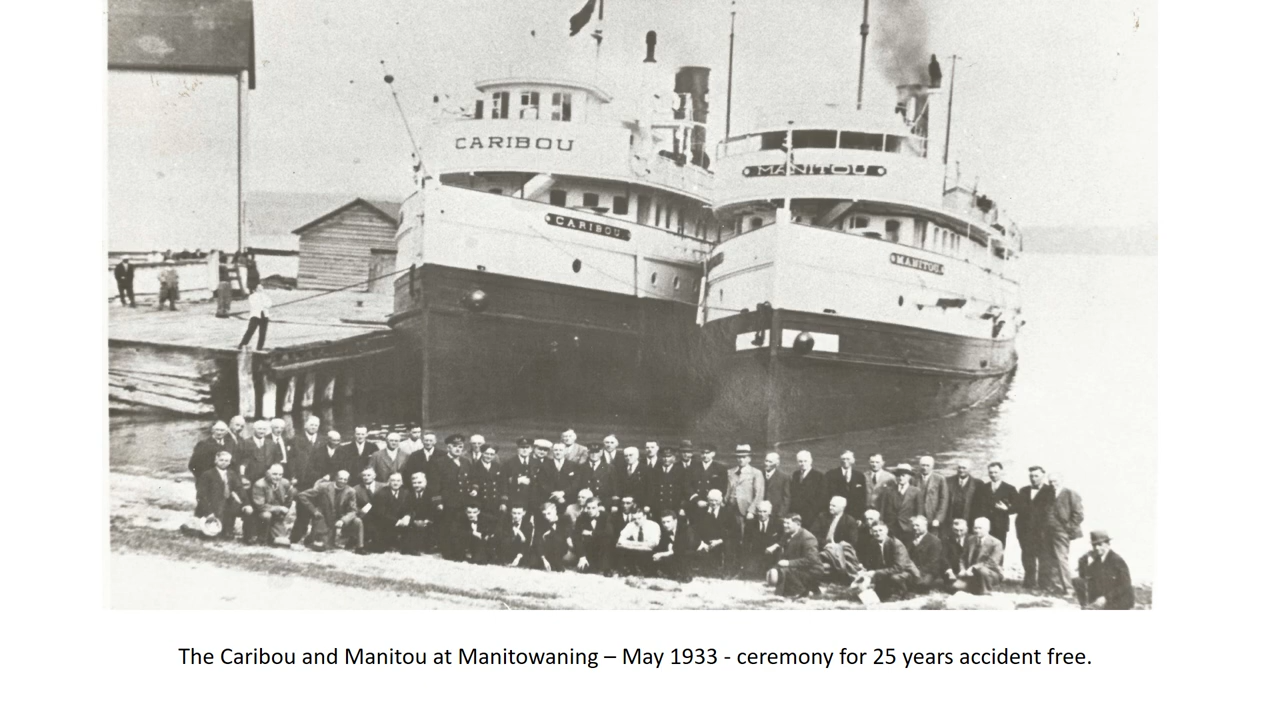 CARIBOU
MANITOU
CARIBOU
MANITOU
The Caribou and Manitou at Manitowaning – May 1933 - ceremony for 25 years accident free.